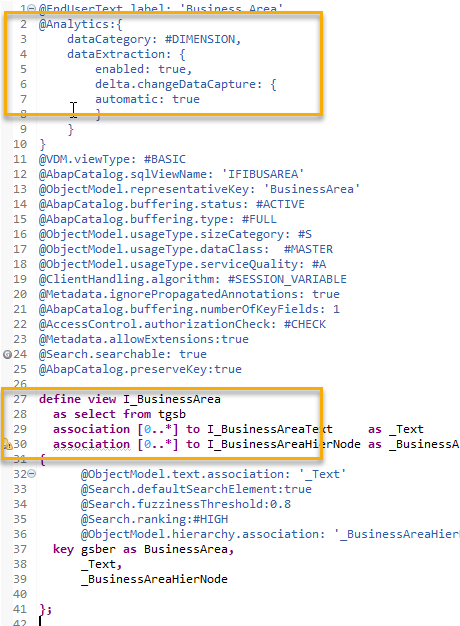 1 @EndUserText.label: 'Business Area'
2 @Analytics:{
3 dataCategory: #DIMENSION,
4 dataExtraction: {
5 enabled: true,
6 delta.changeDataCapture: {
7 automatic: true
8 }
9 }
10 }
11 @VDM.viewType: #BASIC
12 @AbapCatalog.sqlViewName: 'IFIBUSAREA'
13 @ObjectModel.representativeKey: 'BusinessArea'
14 @AbapCatalog.buffering.status: #ACTIVE
15 @AbapCatalog.buffering.type: #FULL
16 @ObjectModel.usageType.sizeCategory: #S
17 @ObjectModel.usageType.dataClass: #MASTER
18 @ObjectModel.usageType.serviceQuality: #A
19 @ClientHandling.algorithm: #SESSION_VARIABLE
20 @Metadata.ignorePropagatedAnnotations: true
21 @AbapCatalog.buffering.numberOfKeyFields: 1
22 @AccessControl.authorizationCheck: #CHECK
23 @Metadata.allowExtensions:true
24 @Search.searchable: true
25 @AbapCatalog.preserveKey:true
26
27 define view I_BusinessArea
28 as select from tgsb
29 association [0..*] to I_BusinessAreaText as _Text
30 association [0..*] to I_BusinessAreaHierNode as _BusinessA
31 {
32 @ObjectModel.text.association: '_Text'
33 @Search.defaultSearchElement:true
34 @Search.fuzzinessThreshold:0.8
35 @Search.ranking:#HIGH
36 @ObjectModel.hierarchy.association: '_BusinessAreaHier
37 key gsber as BusinessArea,
38 _Text,
39 _BusinessAreaHierNode
40
41 };
42